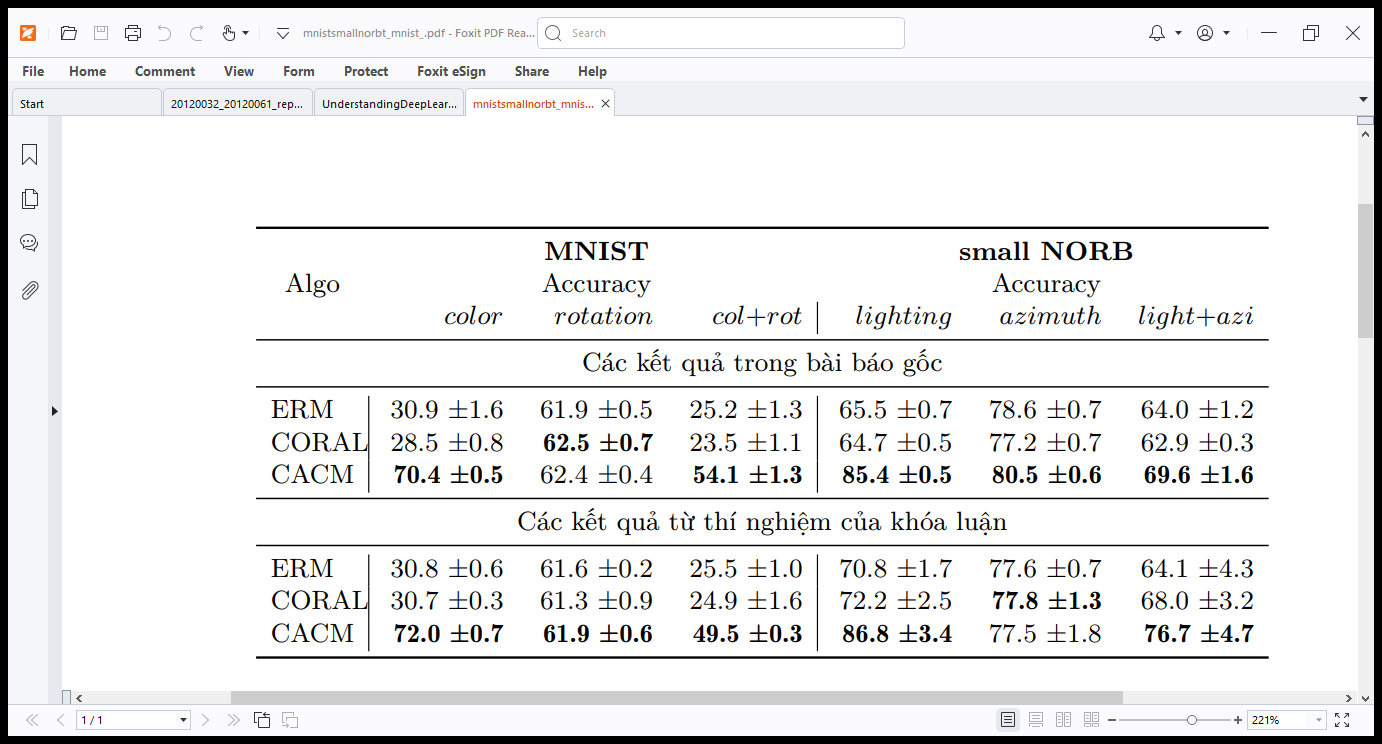 mnistsmallnorbt_mnist_.pdf - Foxit PDF Rea...
Search
File Home Comment View Form Protect Foxit eSign Share Help
Start 20120032_20120061_rep... UnderstandingDeepLear... mnistsmallnorbt_mnis...
MNIST small NORB
Algo Accuracy Accuracy
color rotation col+rot lighting azimuth light+azi
Các kết quả trong bài báo gốc
ERM 30.9 ±1.6 61.9 ±0.5 25.2 ±1.3 65.5 ±0.7 78.6 ±0.7 64.0 ±1.2
CORAL 28.5 ±0.8 62.5 ±0.7 23.5 ±1.1 64.7 ±0.5 77.2 ±0.7 62.9 ±0.3
CACM 70.4 ±0.5 62.4 ±0.4 54.1 ±1.3 85.4 ±0.5 80.5 ±0.6 69.6 ±1.6
Các kết quả từ thí nghiệm của khóa luận
ERM 30.8 ±0.6 61.6 ±0.2 25.5 ±1.0 70.8 ±1.7 77.6 ±0.7 64.1 ±4.3
CORAL 30.7 ±0.3 61.3 ±0.9 24.9 ±1.6 72.2 ±2.5 77.8 ±1.3 68.0 ±3.2
CACM 72.0 ±0.7 61.9 ±0.6 49.5 ±0.3 86.8 ±3.4 77.5 ±1.8 76.7 ±4.7
1 / 1 221%